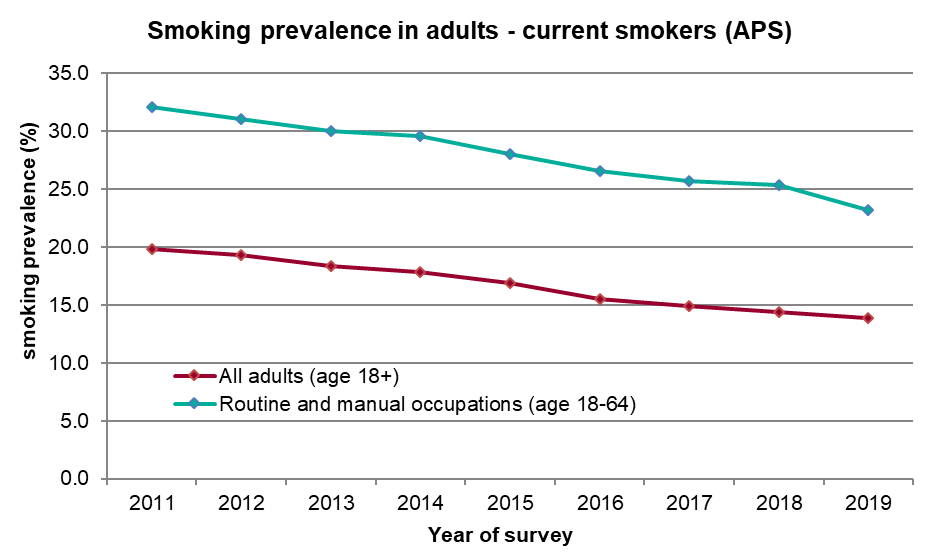 Smoking prevalence in adults - current smokers (APS)
35.0
30.0
25.0
20.0
15.0
10.0
5.0
0.0
smoking prevalence (%)
All adults (age 18+)
Routine and manual occupations (age 18-64)
2011 2012 2013 2014 2015 2016 2017 2018 2019
Year of survey